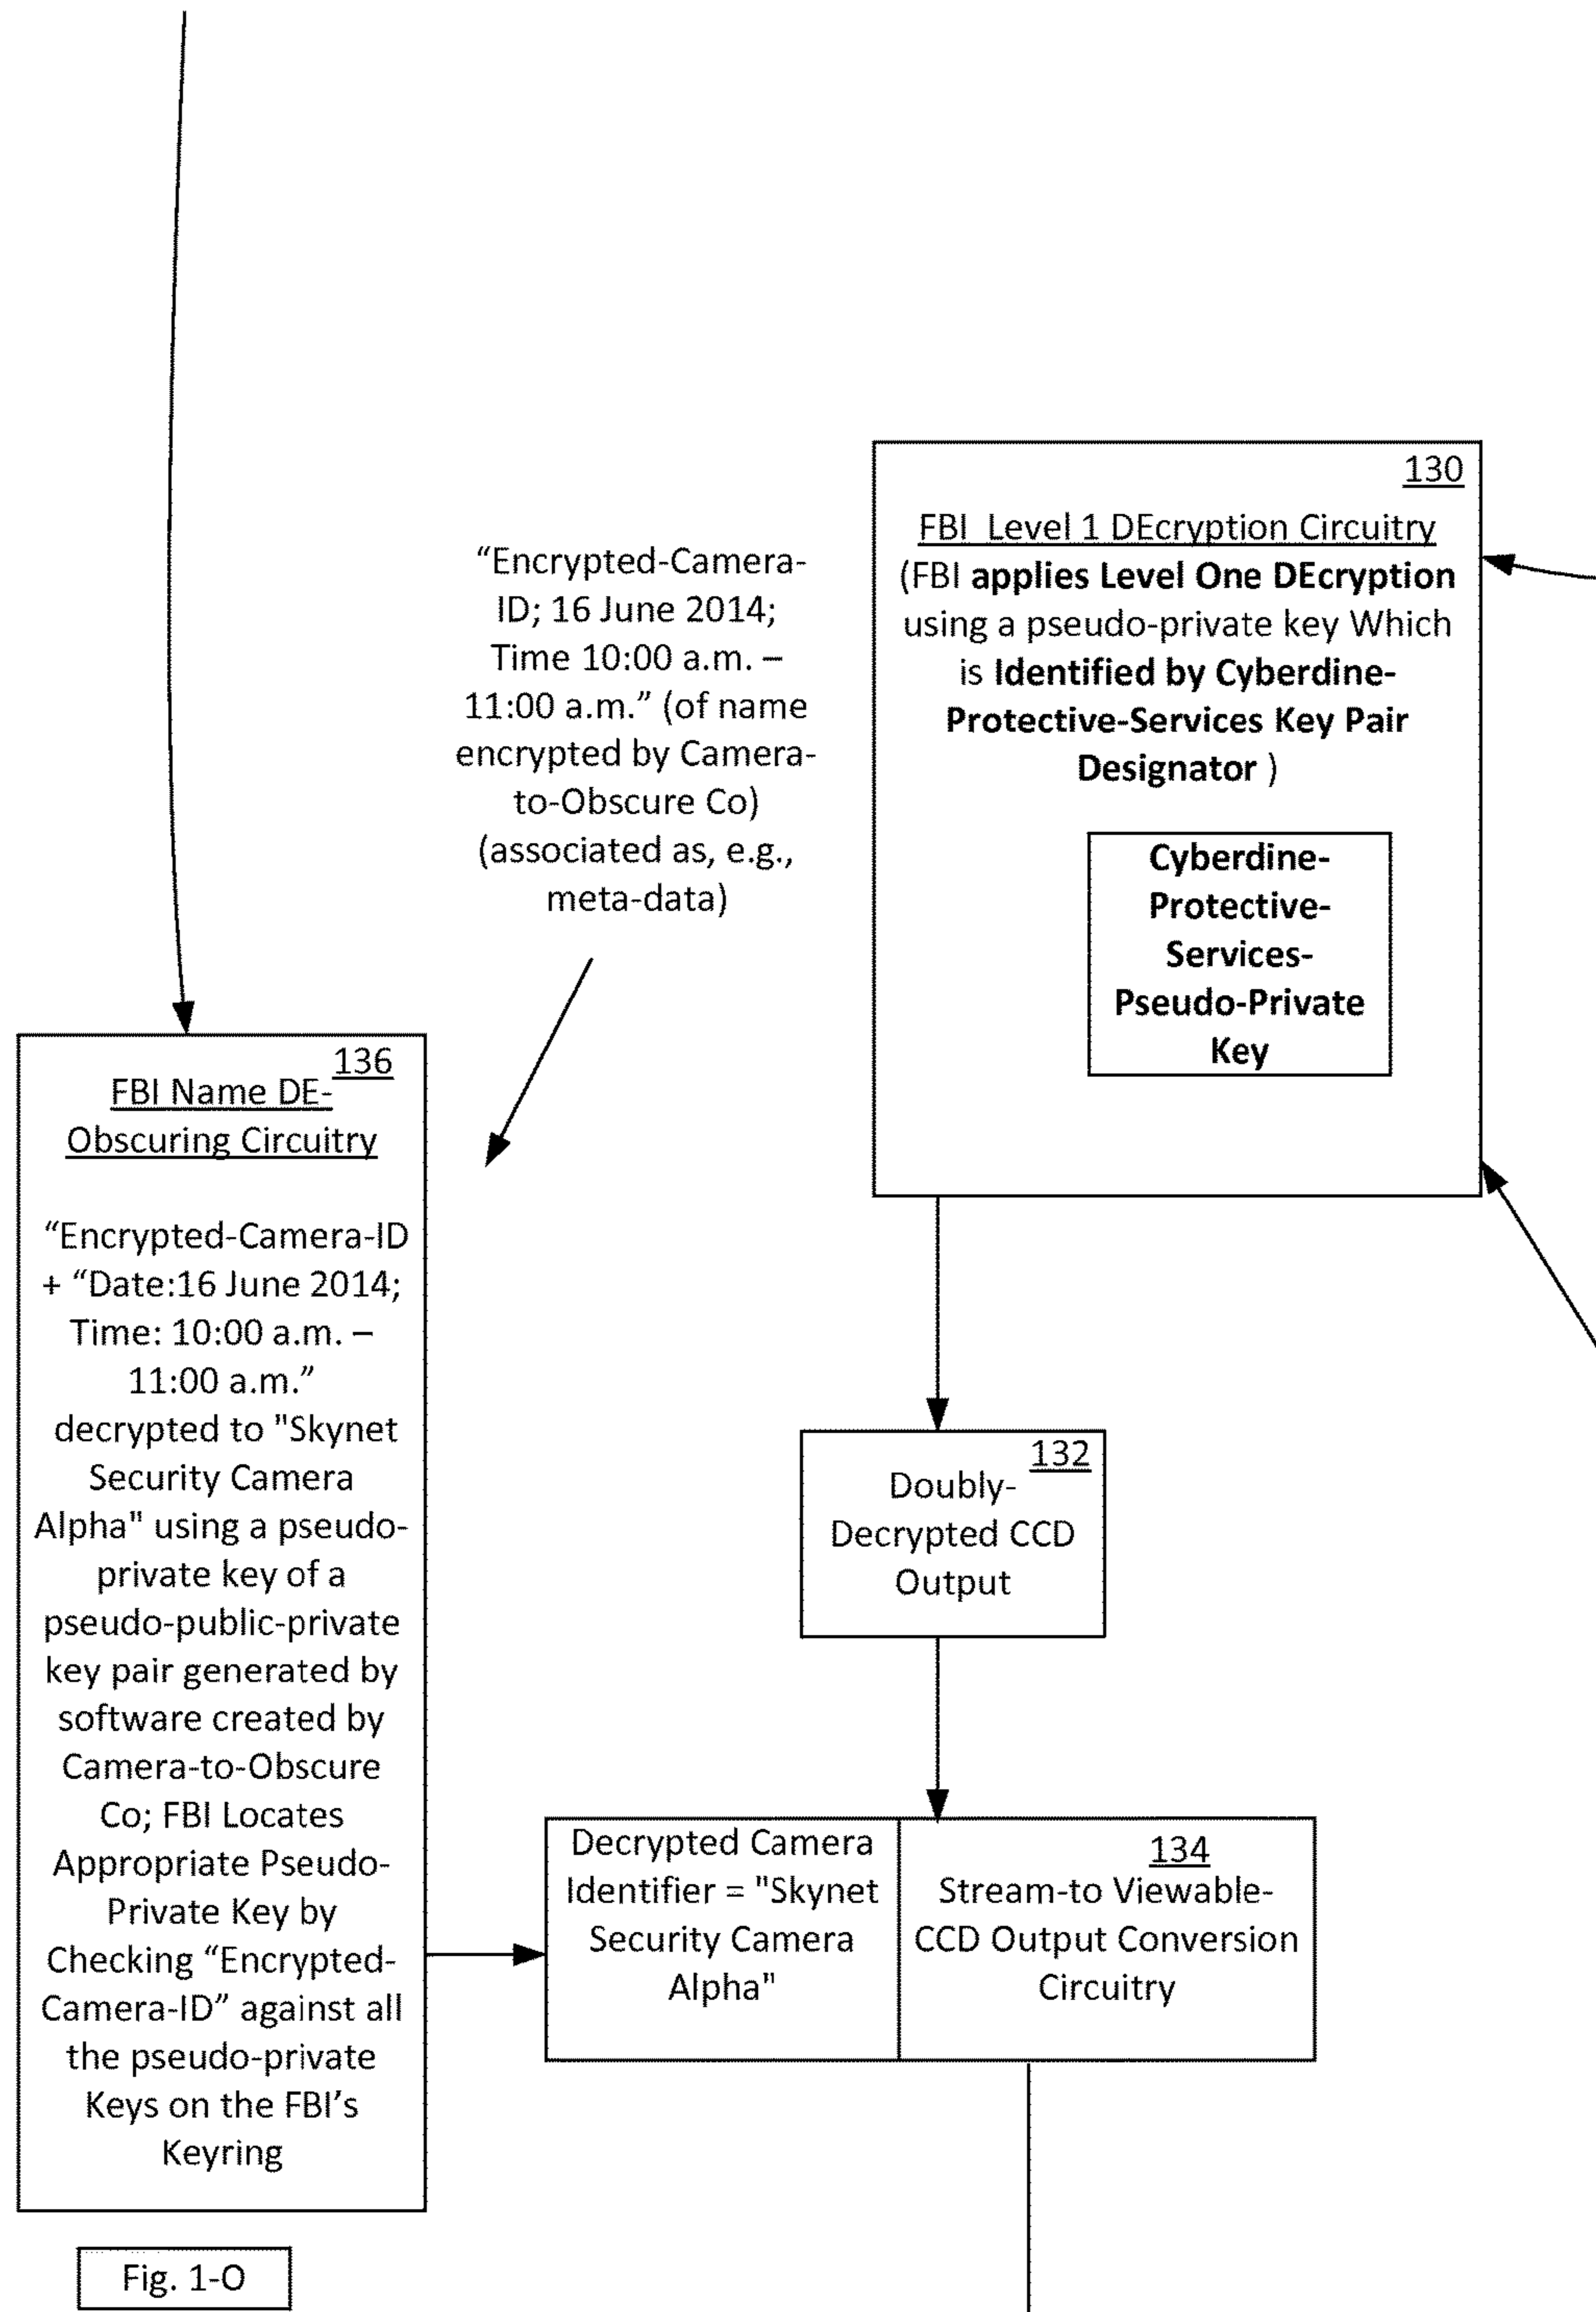 130
FBI Level 1 DEcryption Circuitry
(FBI applies Level One DEcryption
using a pseudo-private key Which
is Identified by Cyberdine-
Protective-Services Key Pair
Designator )
Cyberdine-
Protective-
Services-
Pseudo-Private
Key
“Encrypted-Camera-
ID; 16 June 2014;
Time 10:00 a.m. –
11:00 a.m.” (of name
encrypted by Camera-
to-Obscure Co)
(associated as, e.g.,
meta-data)
136
FBI Name DE-
Obscuring Circuitry
“Encrypted-Camera-ID
+ “Date:16 June 2014;
Time: 10:00 a.m. –
11:00 a.m.”
decrypted to "Skynet
Security Camera
Alpha" using a pseudo-
private key of a
pseudo-public-private
key pair generated by
software created by
Camera-to-Obscure
Co; FBI Locates
Appropriate Pseudo-
Private Key by
Checking “Encrypted-
Camera-ID” against all
the pseudo-private
Keys on the FBI’s
Keyring
132
Doubly-
Decrypted CCD
Output
Decrypted Camera
Identifier = "Skynet
Security Camera
Alpha"
134
Stream-to Viewable-
CCD Output Conversion
Circuitry
Fig. 1-O